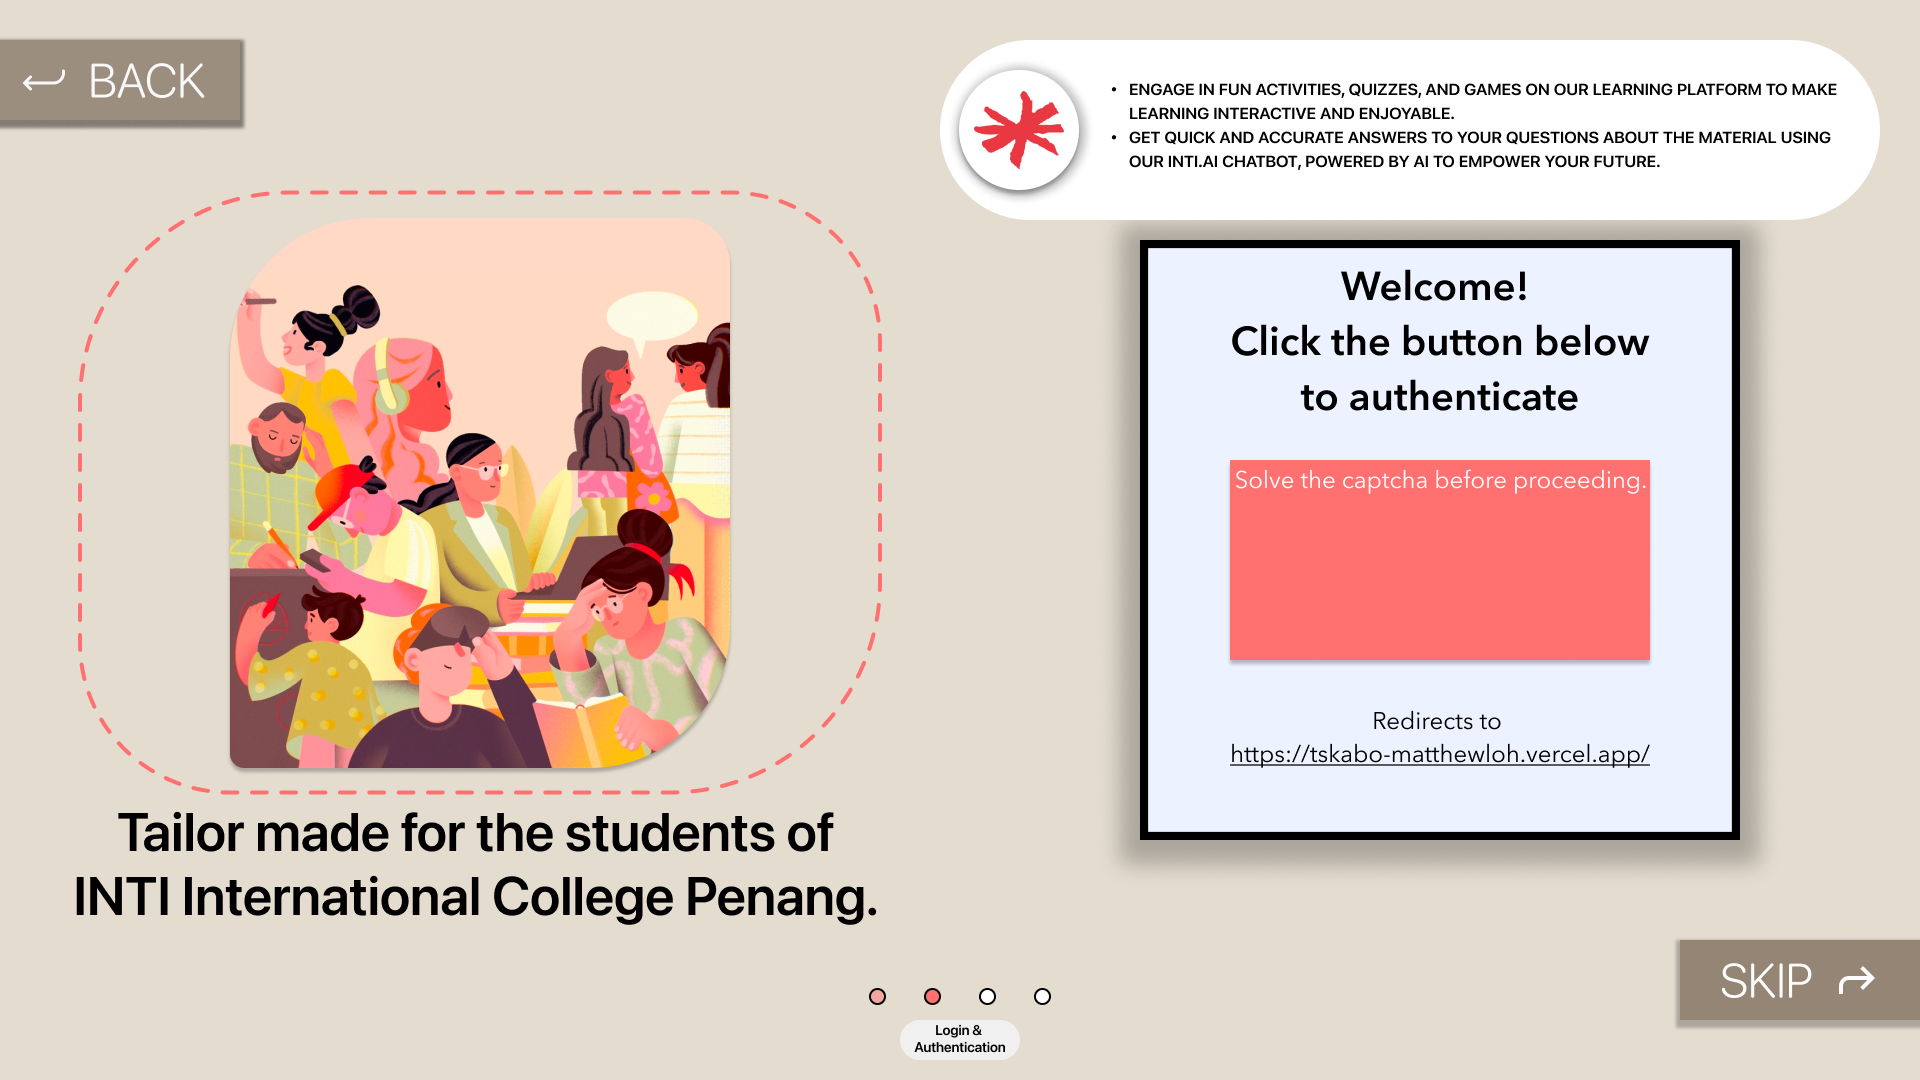 BACK
• ENGAGE IN FUN ACTIVITIES, QUIZZES, AND GAMES ON OUR LEARNING PLATFORM TO MAKE
LEARNING INTERACTIVE AND ENJOYABLE.
• GET QUICK AND ACCURATE ANSWERS TO YOUR QUESTIONS ABOUT THE MATERIAL USING
OUR INTI.AI CHATBOT, POWERED BY AI TO EMPOWER YOUR FUTURE.
Welcome!
Click the button below
to authenticate
Solve the captcha before proceeding.
Redirects to
https://tskabo-matthewloh.vercel.app/
Tailor made for the students of
INTI International College Penang.
SKIP
Login &
Authentication